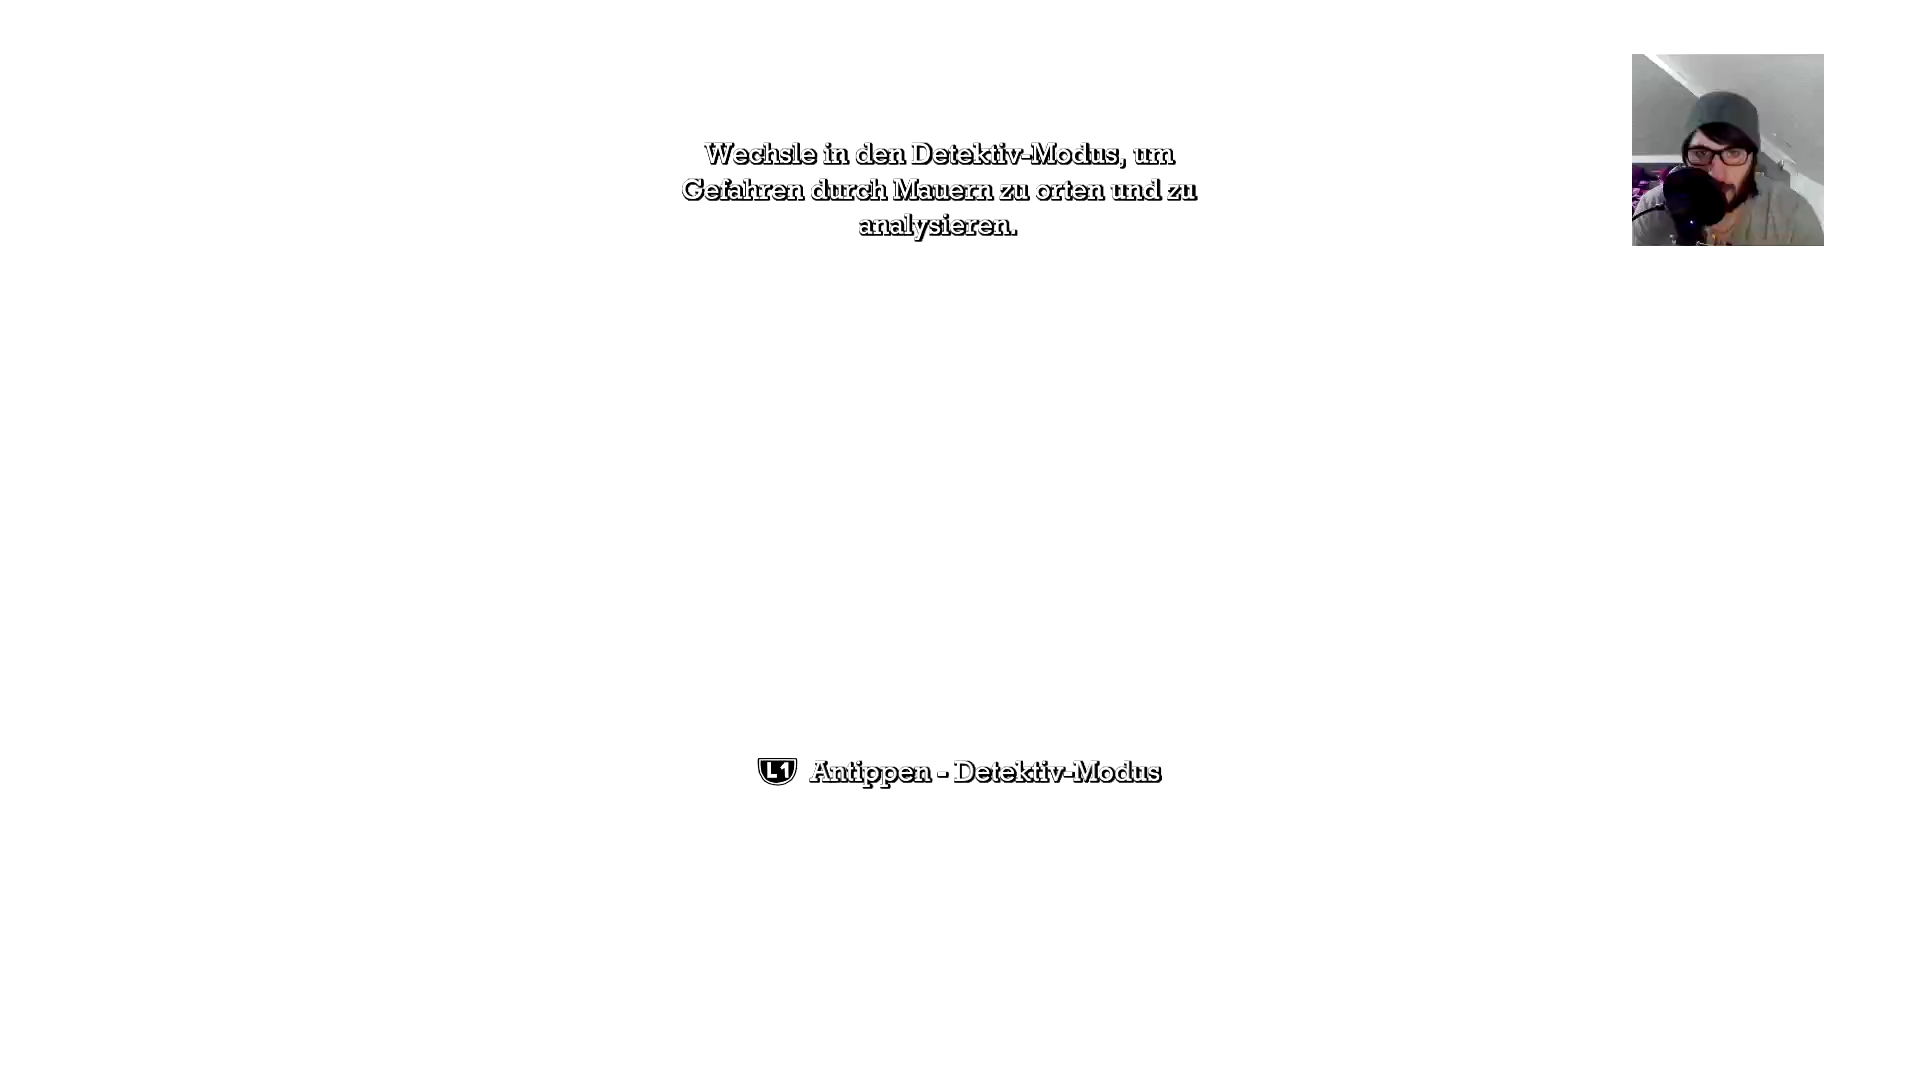 Wechsle in den Detektiv-Modus, um
Gefahren durch Mauern zu orten und zu
analysieren.
L1 Antippen - Detektiv-Modus